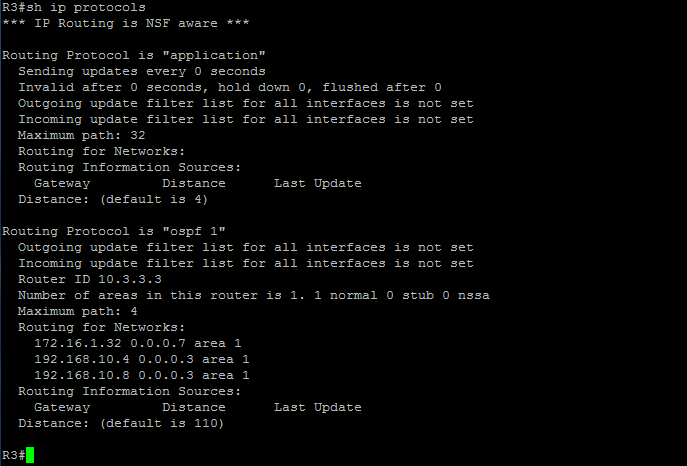 R3#sh ip protocols
*** IP Routing is NSF aware ***

Routing Protocol is "application"
  Sending updates every 0 seconds
  Invalid after 0 seconds, hold down 0, flushed after 0
  Outgoing update filter list for all interfaces is not set
  Incoming update filter list for all interfaces is not set
  Maximum path: 32
  Routing for Networks:
  Routing Information Sources:
    Gateway         Distance      Last Update
  Distance: (default is 4)

Routing Protocol is "ospf 1"
  Outgoing update filter list for all interfaces is not set
  Incoming update filter list for all interfaces is not set
  Router ID 10.3.3.3
  Number of areas in this router is 1. 1 normal 0 stub 0 nssa
  Maximum path: 4
  Routing for Networks:
    172.16.1.32 0.0.0.7 area 1
    192.168.10.4 0.0.0.3 area 1
    192.168.10.8 0.0.0.3 area 1
  Routing Information Sources:
    Gateway         Distance      Last Update
  Distance: (default is 110)

R3#